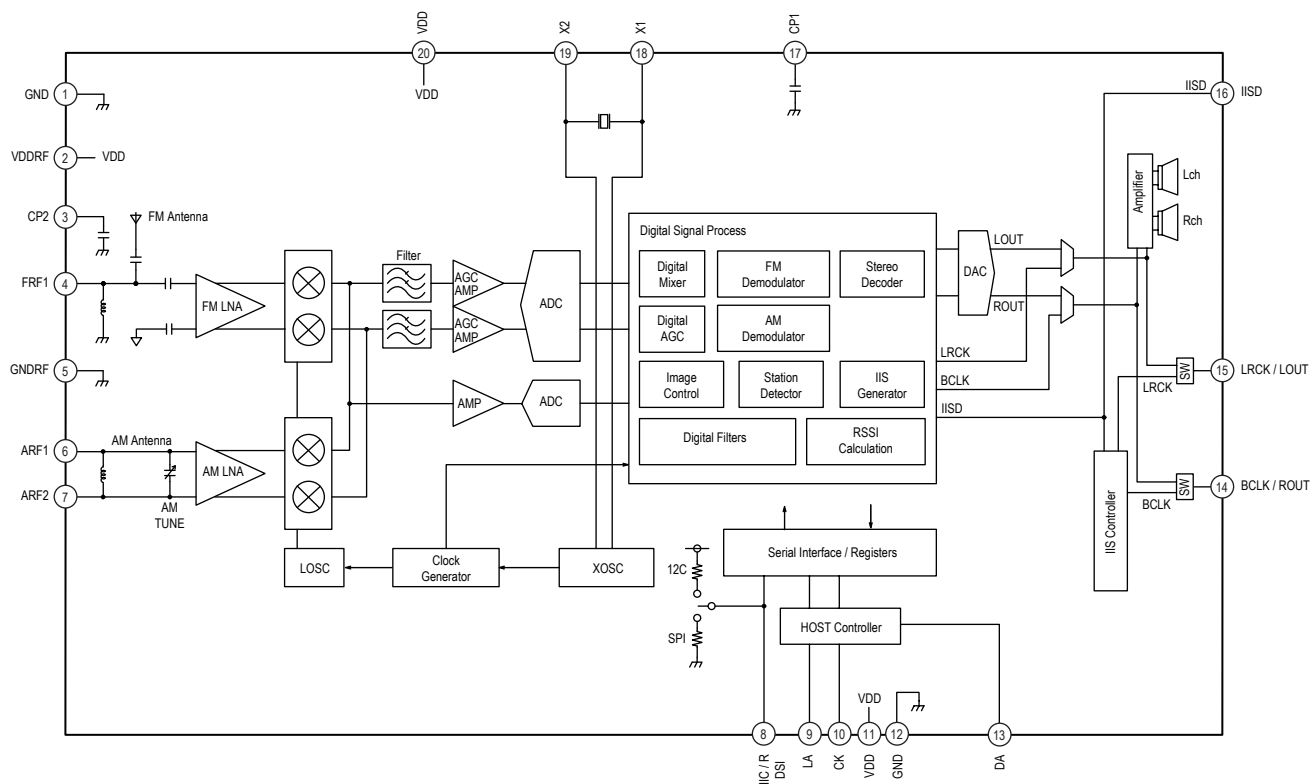 VDD
X2
X1
CP1
20
19
18
17
VDD
GND
1
IISD
16
IISD
VDDRF
2
VDD
CP2
3
FM Antenna
Amplifier
Lch
Rch
Digital Signal Process
FRF1
4
FM LNA
Filter
AGC
AMP
AGC
AMP
ADC
Digital
Mixer
FM
Demodulator
Stereo
Decoder
DAC
LOUT
ROUT
Digital
AGC
AM
Demodulator
LRCK
BCLK
IISD
GNDRF
5
AMP
ADC
Image
Control
Station
Detector
IIS
Generator
Digital Filters
RSSI
Calculation
SW
LRCK
15
LRCK / LOUT
ARF1
6
AM Antenna
AM LNA
ARF2
7
AM
TUNE
SW
BCLK
14
BCLK / ROUT
IIS Controller
LOSC
Clock
Generator
XOSC
Serial Interface / Registers
12C
SPI
HOST Controller
VDD
8
9
10
11
12
13
IC / R
DSI
LA
CK
VDD
GND
DA